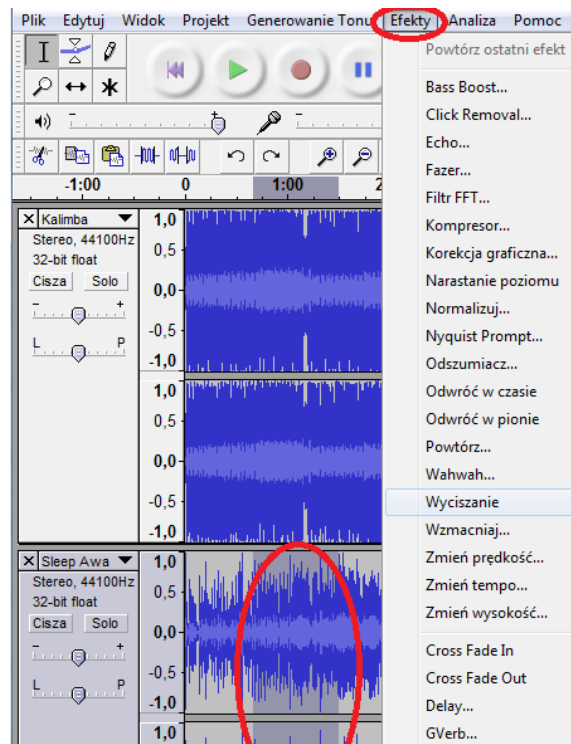 Plik Edytuj Widok Projekt Generowanie Tonu Efekty Analiza Pomoc
Powtórz ostatni efekt
Bass Boost...
Click Removal...
Echo...
Fazer...
Filtr FFT...
Kompresor...
Korekcja graficzna...
Narastanie poziomu
Normalizuj...
Nyquist Prompt...
Odszumiacz...
Odwróć w czasie
Odwróć w pionie
Powtórz...
Wahwah...
Wyciszanie
Wzmacniaj...
Zmień prędkość...
Zmień tempo...
Zmień wysokość...
Cross Fade In
Cross Fade Out
Delay...
GVerb...
-1:00 0 1:00 2
Kalimba
Stereo, 44100Hz
32-bit float
Cisza Solo
- +
L P
1,0
0,5
0,0
-0,5
-1,0
1,0
0,5
0,0
-0,5
-1,0
Sleep Awa
Stereo, 44100Hz
32-bit float
Cisza Solo
- +
L P
1,0
0,5
0,0
-0,5
-1,0
1,0